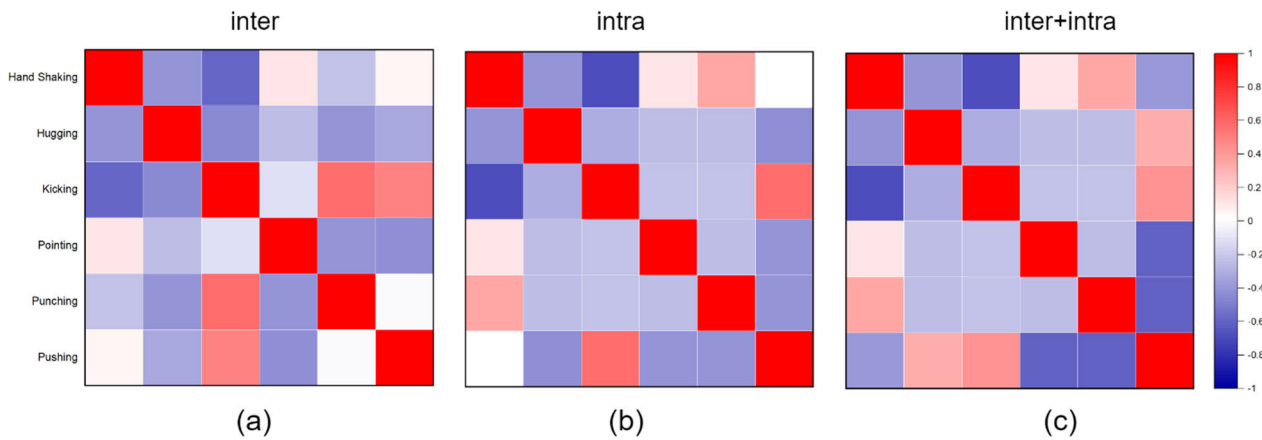 inter
intra
inter+intra
Hand Shaking
Hugging
Kicking
Pointing
Punching
Pushing
1
0.8
0.6
0.4
0.2
0
-0.2
-0.4
-0.6
-0.8
-1
(a)
(b)
(c)